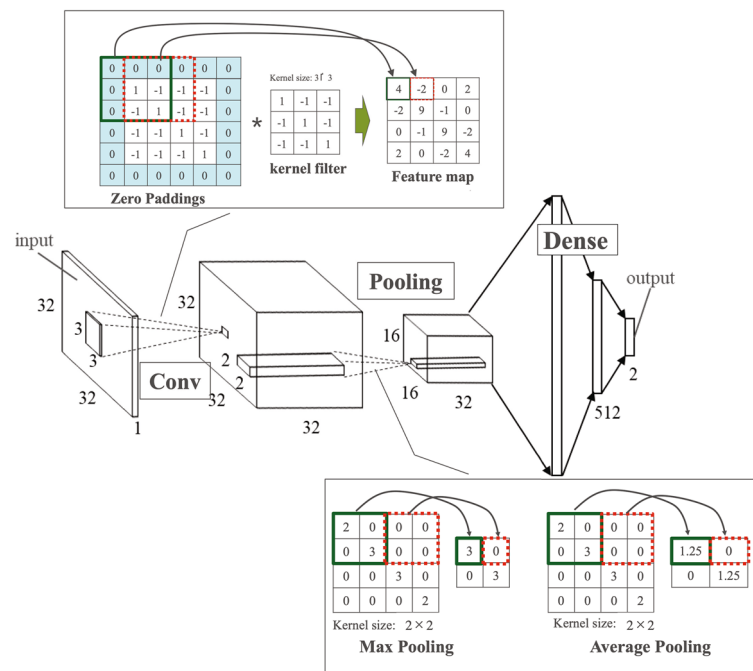 0 0 0 0 0 0
0 1 -1 -1 -1 0
0 -1 1 -1 -1 0
0 -1 -1 1 -1 0
0 -1 -1 -1 1 0
0 0 0 0 0 0
Zero Paddings
*
Kernel size: 3ſ 3
1 -1 -1
-1 1 -1
-1 -1 1
kernel filter
4 -2 0 2
-2 9 -1 0
0 -1 9 -2
2 0 -2 4
Feature map
input
32
3
3
32
1
Conv
32
2
2
32
32
Pooling
16
16
32
Dense
512
output
2
2 0 0 0
0 3 0 0
0 0 3 0
0 0 0 2
Kernel size: 2×2
3 0
0 3
Max Pooling
2 0 0 0
0 3 0 0
0 0 3 0
0 0 0 2
Kernel size: 2×2
1.25 0
0 1.25
Average Pooling